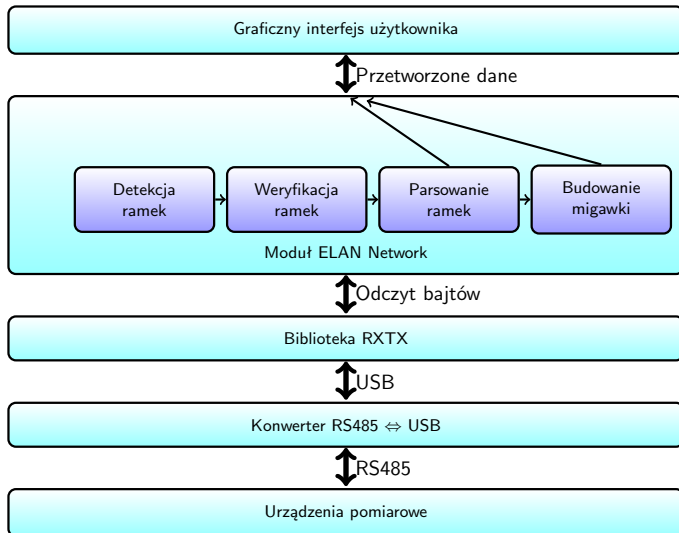 Graficzny interfejs użytkownika
Przetworzone dane
Detekcja
ramek
Weryfikacja
ramek
Parsowanie
ramek
Budowanie
migawki
Moduł ELAN Network
Odczyt bajtów
Biblioteka RXTX
USB
Konwerter RS485 ⇔ USB
RS485
Urządzenia pomiarowe